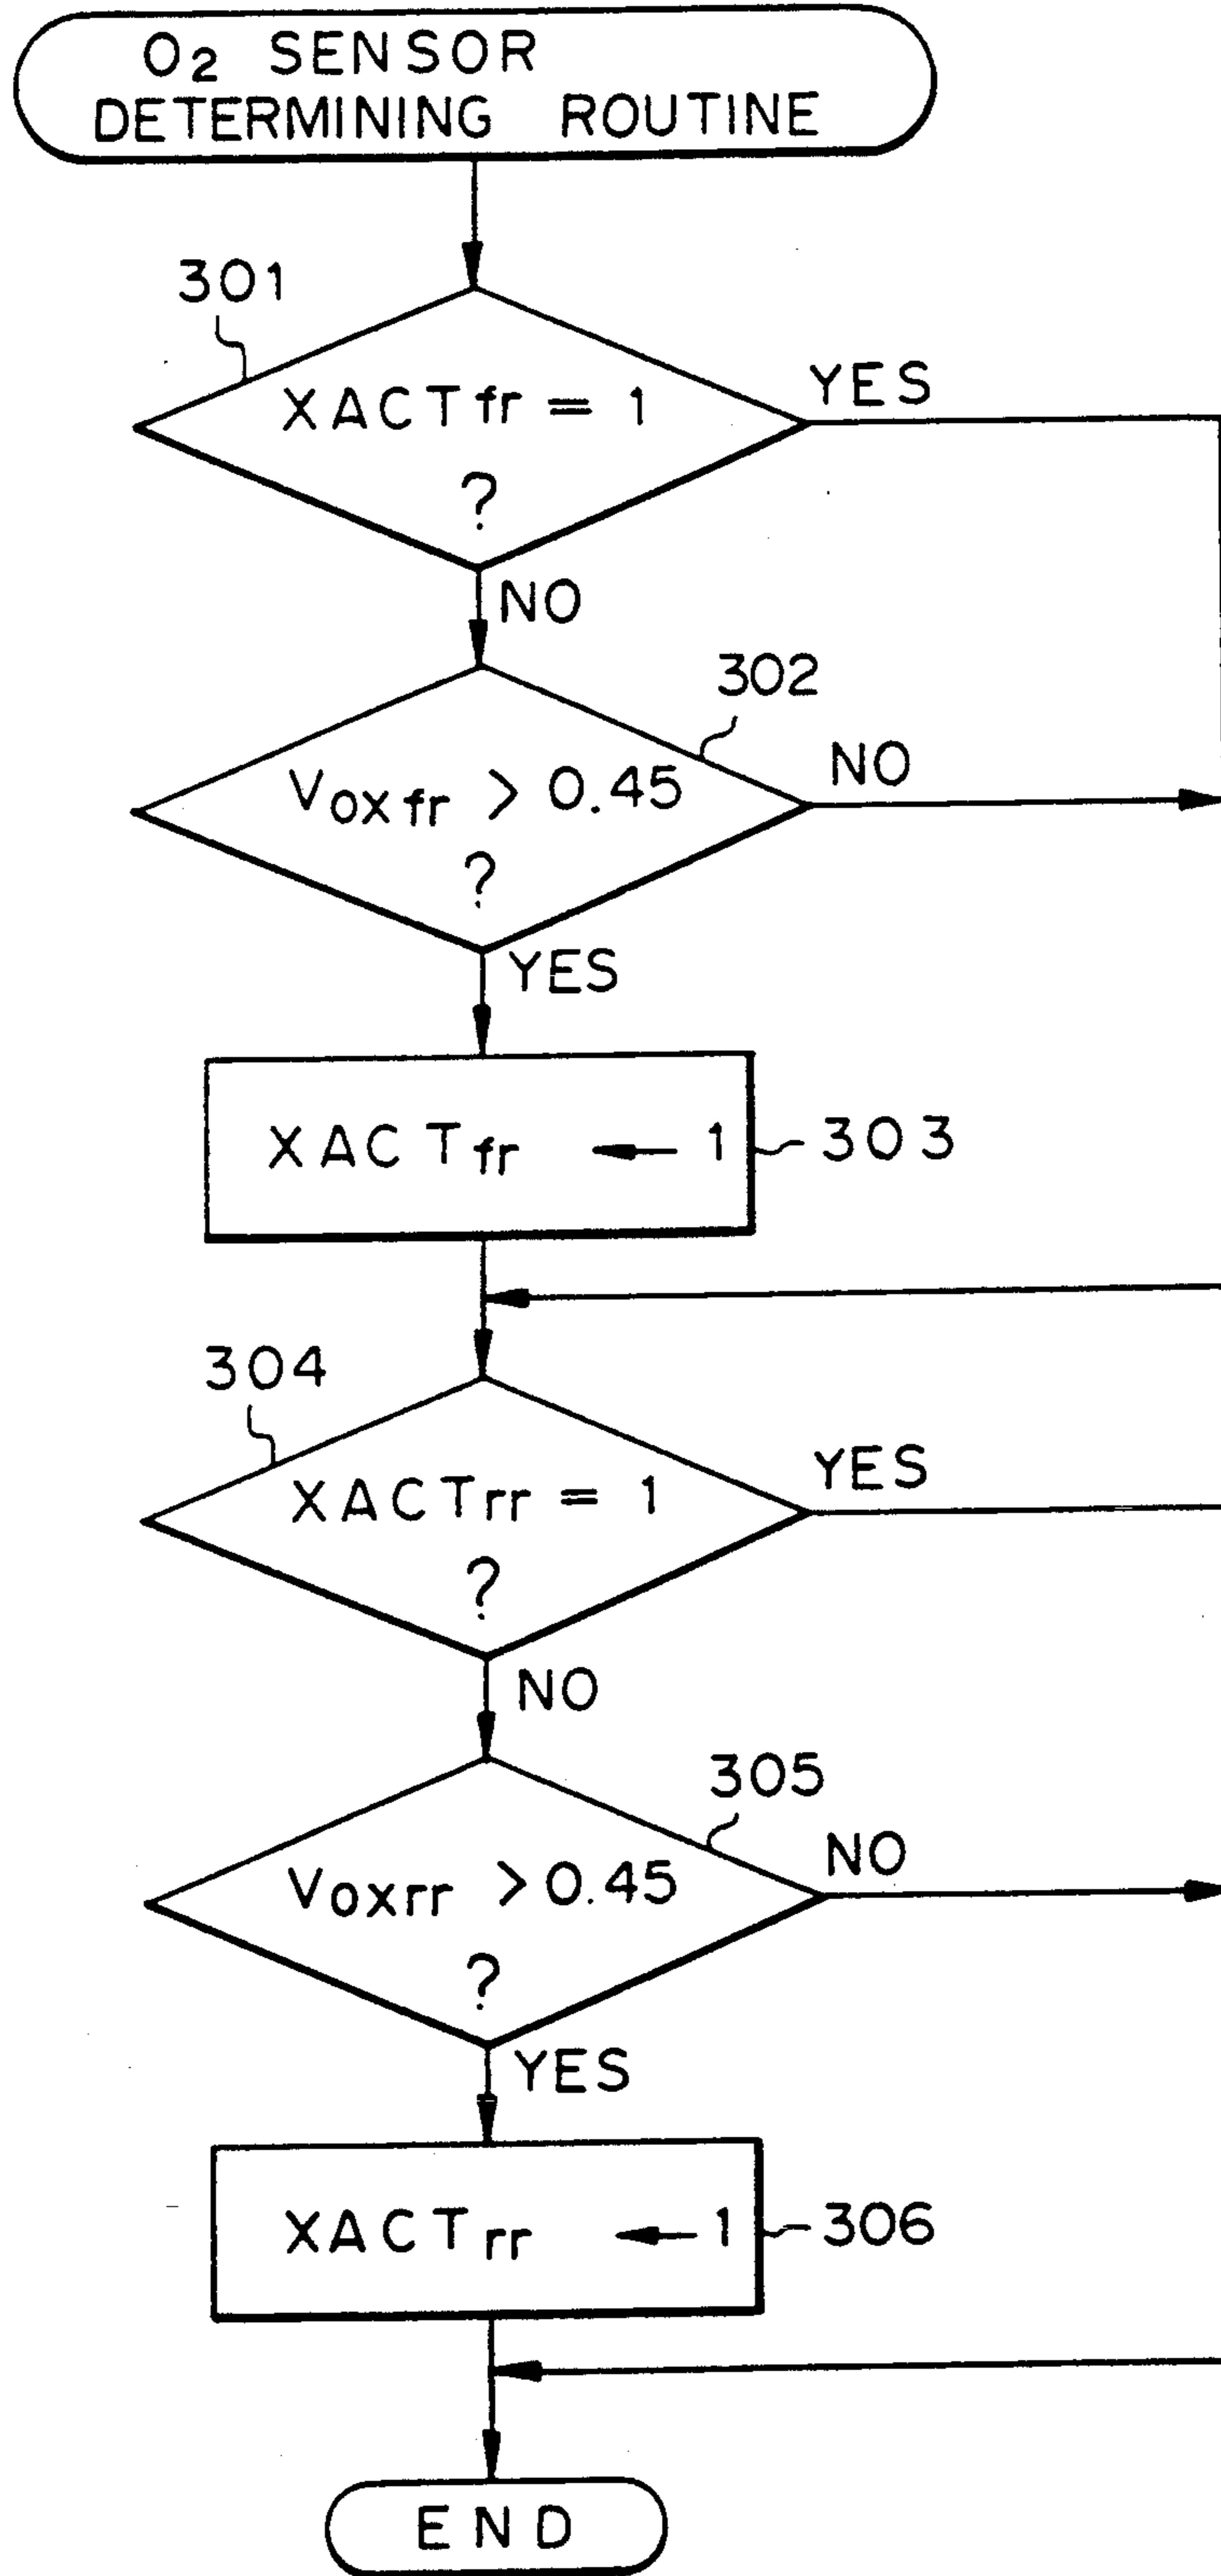 O2 SENSOR
DETERMINING ROUTINE
301
XACTfr = 1
?
YES
NO
302
Voxfr > 0.45
?
NO
YES
XACTfr ← 1
303
304
XACTrr = 1
?
YES
NO
305
Voxrr > 0.45
?
NO
YES
XACTrr ← 1
306
END